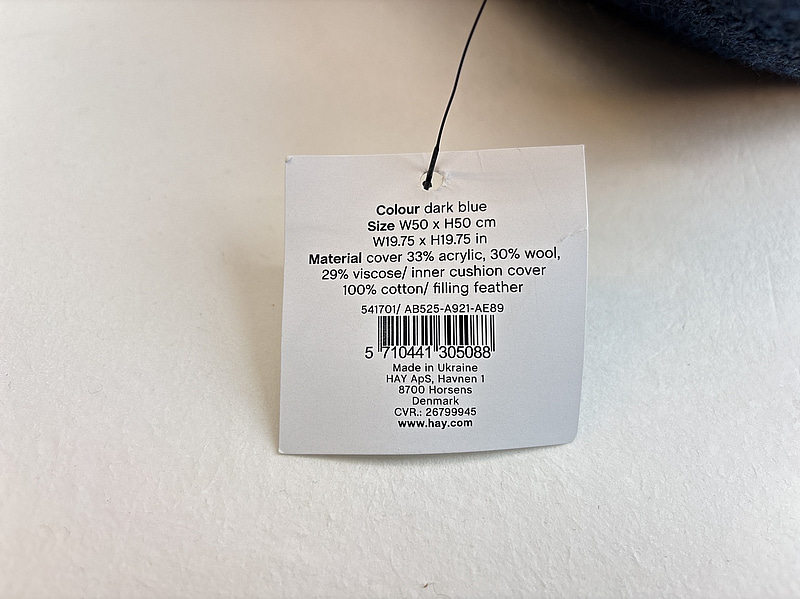 Colour dark blue
Size W50 x H50 cm
W19.75 x H19.75 in
Material cover 33% acrylic, 30% wool,
29% viscose/ inner cushion cover
100% cotton/ filling feather
541701/ AB525-A921-AE89
5 710441 305088
Made in Ukraine
HAY ApS, Havnen 1
8700 Horsens
Denmark
CVR.: 26799945
www.hay.com